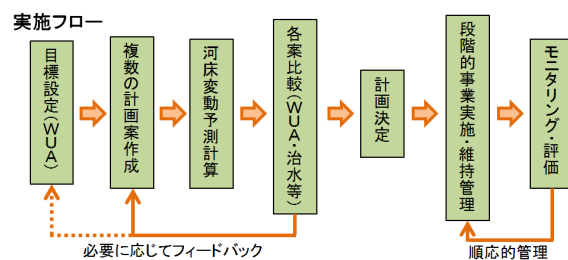 実施フロー
目標設定(WUA)
複数の計画案作成
河床変動予測計算
各案比較(WUA・治水等)
計画決定
段階的事業実施・維持管理
モニタリング・評価
必要に応じてフィードバック
順応的管理